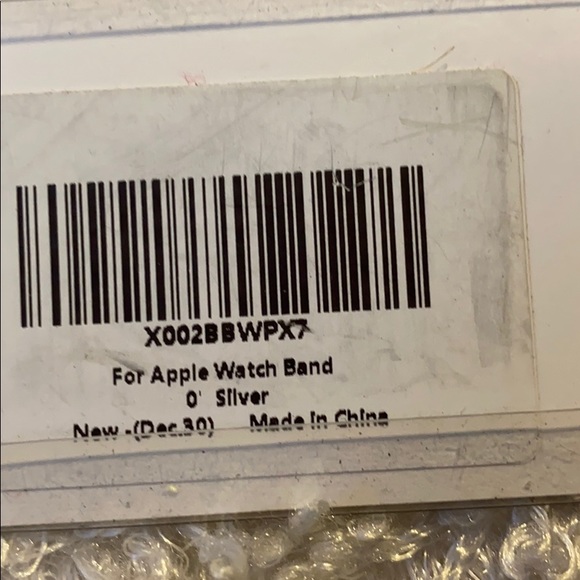 X002BBWPX7
For Apple Watch Band
0' Silver
New -(Dec.30) Made in China